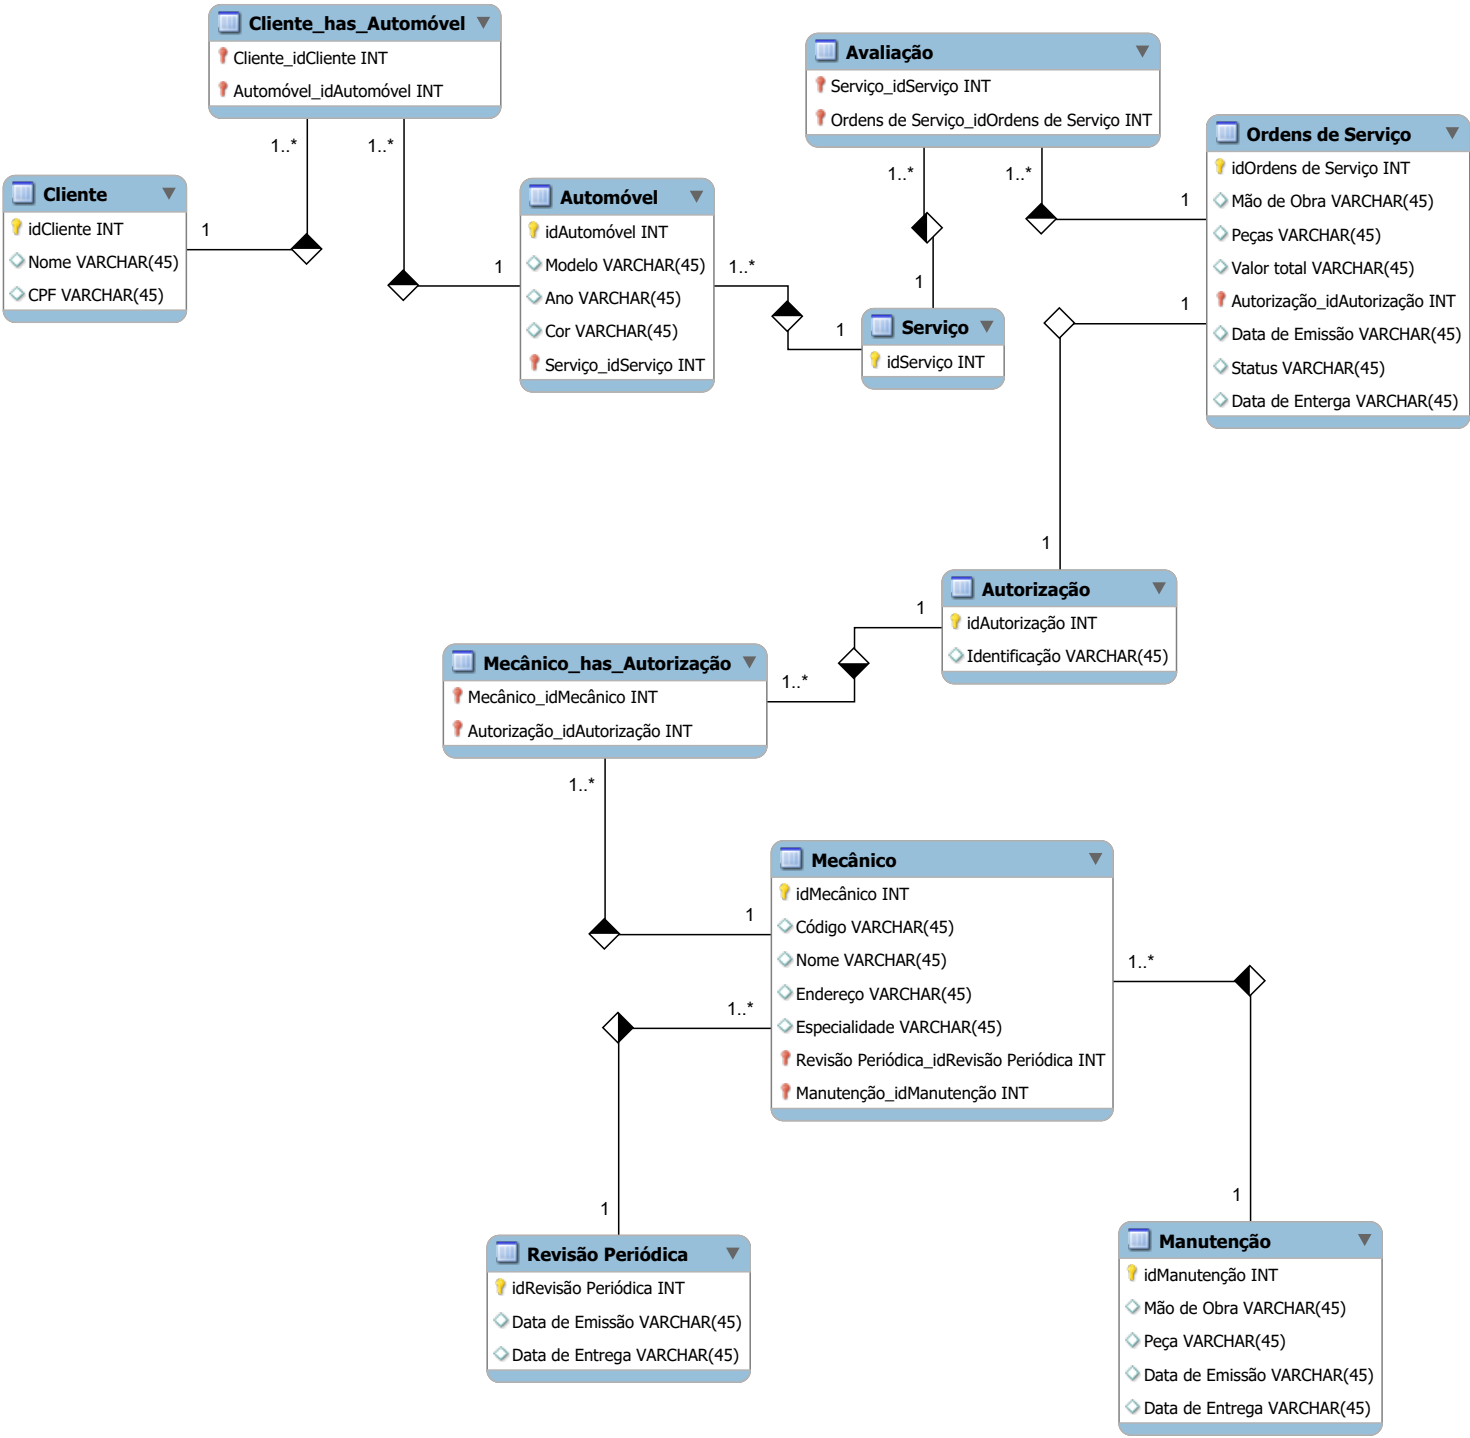 Cliente_has_Automóvel
Cliente_idCliente INT
Automóvel_idAutomóvel INT
1..*
1..*
Avaliação
Serviço_idServiço INT
Ordens de Serviço_idOrdens de Serviço INT
1..*
1..*
Ordens de Serviço
idOrdens de Serviço INT
Mão de Obra VARCHAR(45)
Peças VARCHAR(45)
Valor total VARCHAR(45)
Autorização_idAutorização INT
Data de Emissão VARCHAR(45)
Status VARCHAR(45)
Data de Enterga VARCHAR(45)
1
1
Cliente
idCliente INT
Nome VARCHAR(45)
CPF VARCHAR(45)
1
Automóvel
idAutomóvel INT
Modelo VARCHAR(45)
Ano VARCHAR(45)
Cor VARCHAR(45)
Serviço_idServiço INT
1
1..*
1
1
Serviço
idServiço INT
1
Autorização
idAutorização INT
Identificação VARCHAR(45)
1
1..*
Mecânico_has_Autorização
Mecânico_idMecânico INT
Autorização_idAutorização INT
1..*
Mecânico
idMecânico INT
Código VARCHAR(45)
Nome VARCHAR(45)
Endereço VARCHAR(45)
Especialidade VARCHAR(45)
Revisão Periódica_idRevisão Periódica INT
Manutenção_idManutenção INT
1
1..*
1..*
1
1
Revisão Periódica
idRevisão Periódica INT
Data de Emissão VARCHAR(45)
Data de Entrega VARCHAR(45)
Manutenção
idManutenção INT
Mão de Obra VARCHAR(45)
Peça VARCHAR(45)
Data de Emissão VARCHAR(45)
Data de Entrega VARCHAR(45)